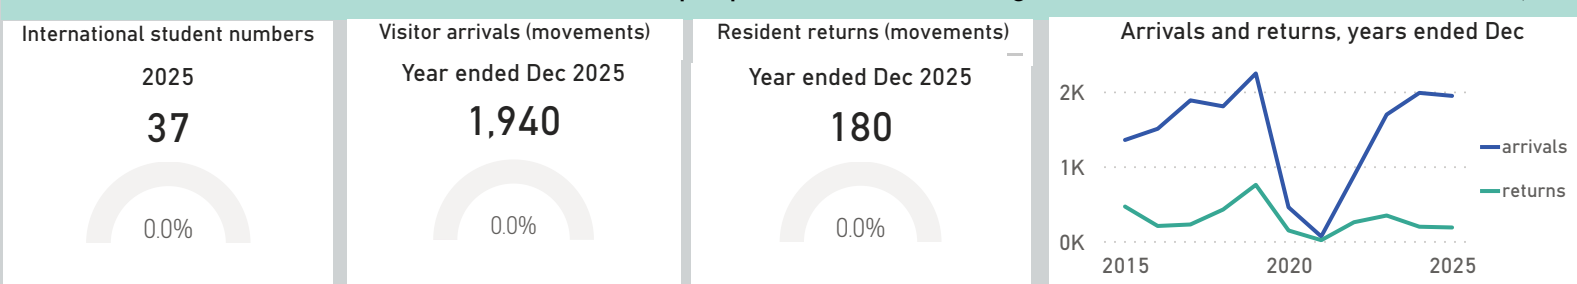 International student numbers
2025
37
0.0%
Visitor arrivals (movements)
Year ended Dec 2025
1,940
0.0%
Resident returns (movements)
Year ended Dec 2025
180
0.0%
Arrivals and returns, years ended Dec
2K
1K
0K
2015
2020
2025
arrivals
returns